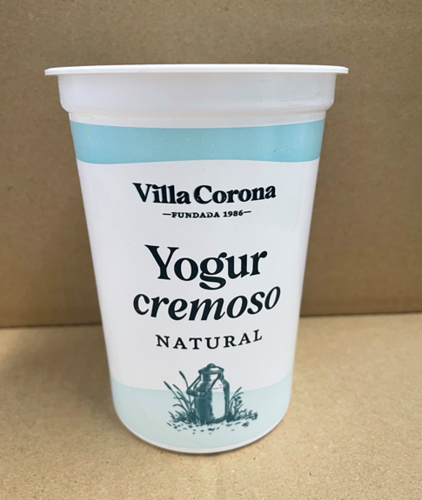 Villa Corona
—FUNDADA 1986—
Yogur
cremoso
NATURAL